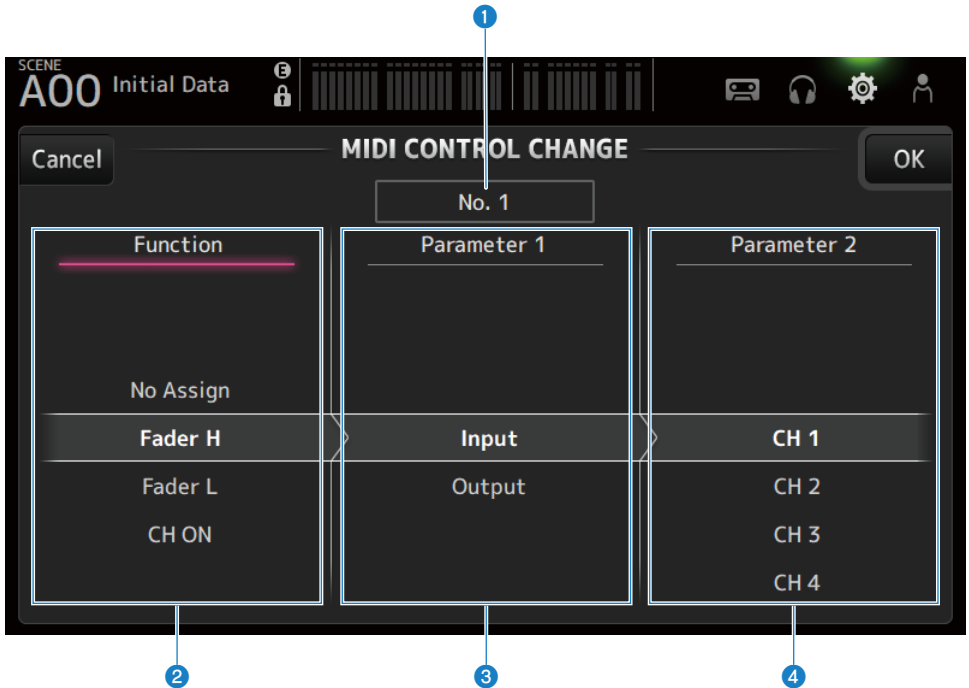 1
SCENE
A00 Initial Data E
Cancel MIDI CONTROL CHANGE OK
No. 1
Function Parameter 1 Parameter 2
No Assign
Fader H Input CH 1
Fader L Output CH 2
CH ON CH 3
CH 4
2 3 4